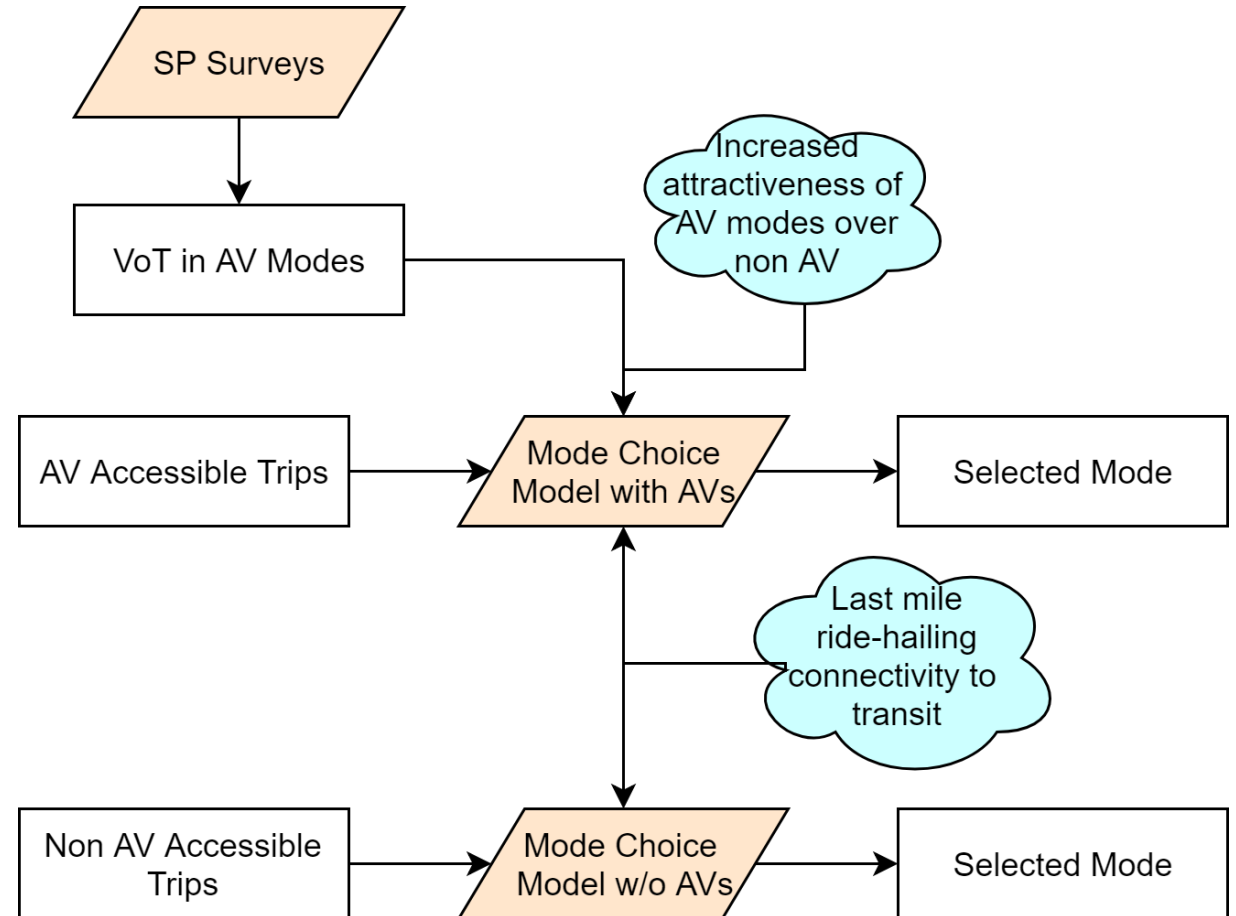 SP Surveys
Increased
attractiveness of
AV modes over
non AV
VoT in AV Modes
AV Accessible Trips
Mode Choice
Model with AVs
Selected Mode
Last mile
ride-hailing
connectivity to
transit
Non AV Accessible
Trips
Mode Choice
Model w/o AVs
Selected Mode